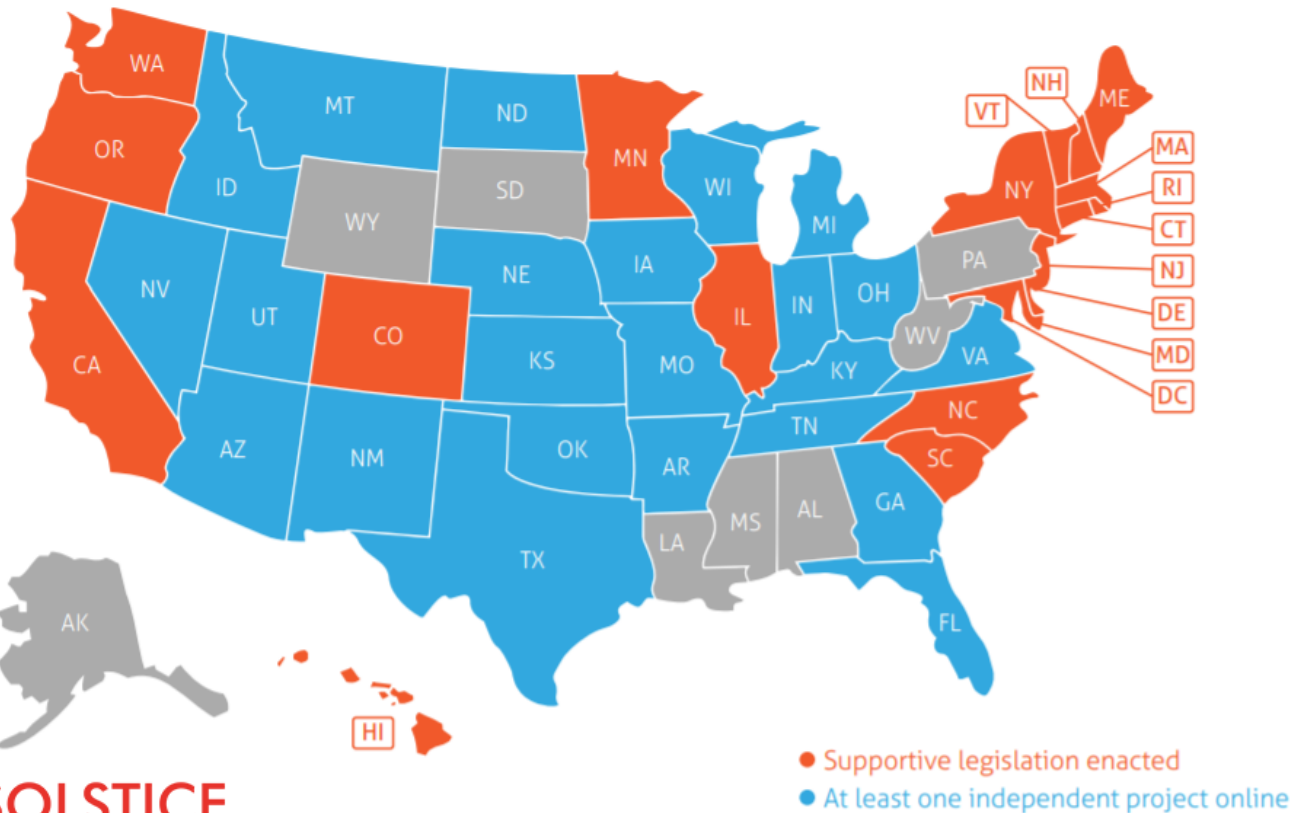 WA
MT
ND
MN
OR
ID
WY
SD
WI
MI
NY
VT
NH
ME
MA
RI
CT
NJ
DE
MD
DC
NV
UT
CO
NE
IA
IL
IN
OH
PA
WV
VA
CA
KS
MO
KY
NC
AZ
NM
OK
AR
TN
SC
TX
LA
MS
AL
GA
FL
AK
HI
Supportive legislation enacted
At least one independent project online
SOLSTICE